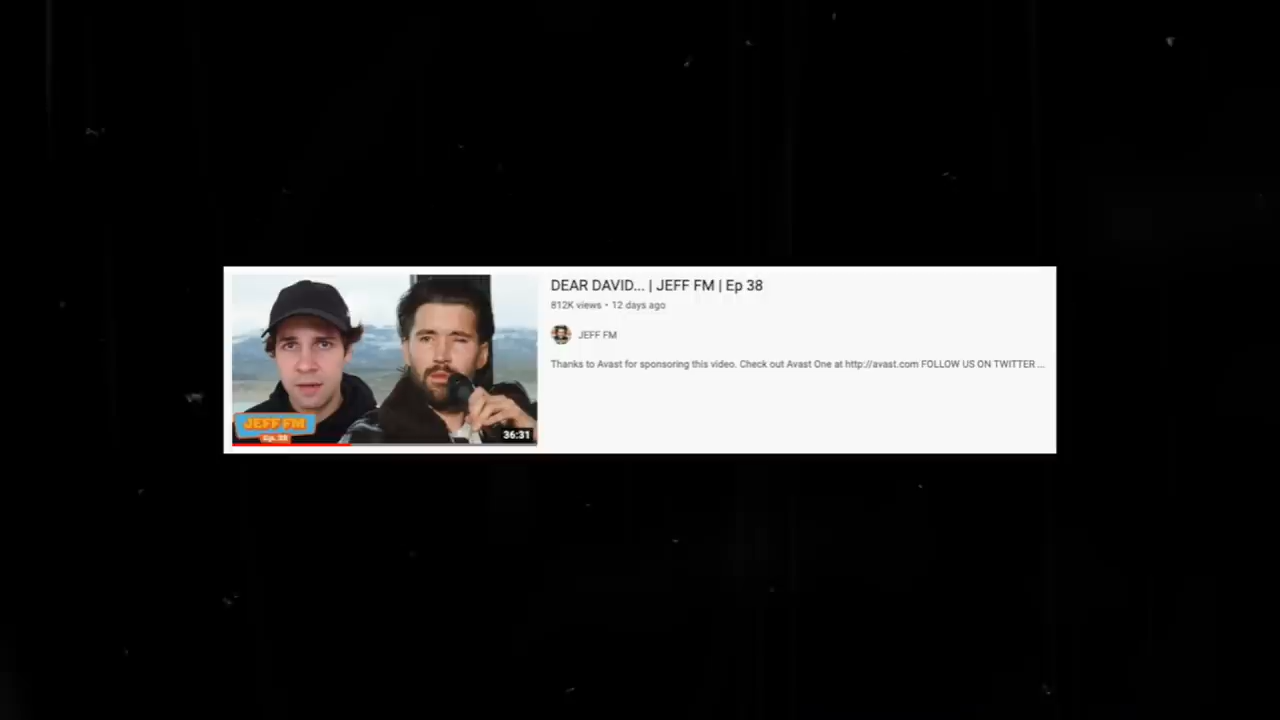 DEAR DAVID... | JEFF FM | Ep 38
812K views • 12 days ago
JEFF FM
Thanks to Avast for sponsoring this video. Check out Avast One at http://avast.com FOLLOW US ON TWITTER ...
JEFF FM
Ep. 38
36:31